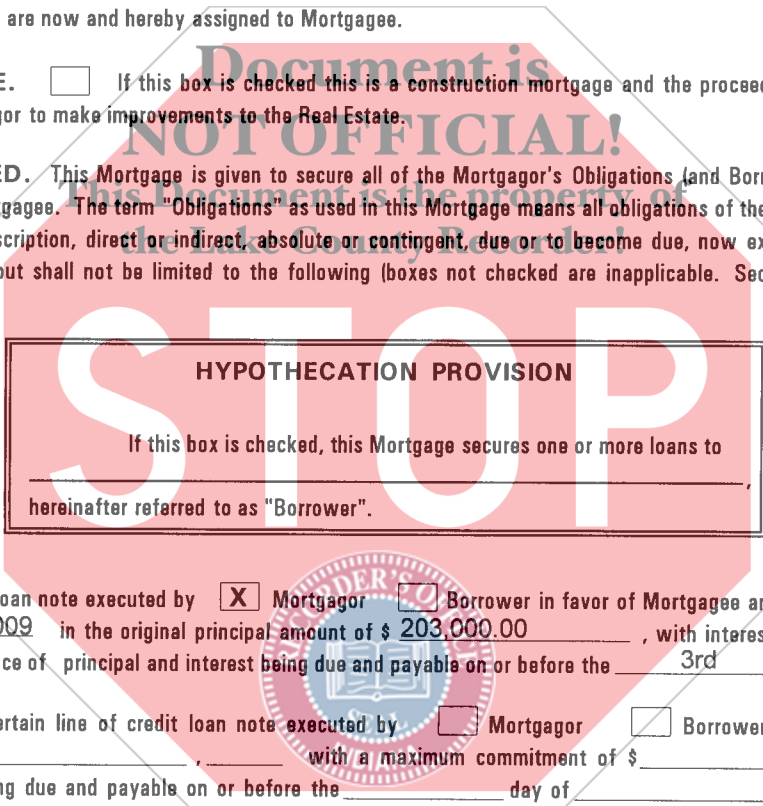 are now and hereby assigned to Mortgagee.
Document is
E. If this box is checked this is a construction mortgage and the proceed
gor to make improvements to the Real Estate.
NOT OFFICIAL!
ED. This Mortgage is given to secure all of the Mortgagor's Obligations (and Borr
This Document is the property of
tgagee. The term "Obligations" as used in this Mortgage means all obligations of the
scription, direct or indirect, absolute or contingent, due or to become due, now ex
the Lake County Recorder!
out shall not be limited to the following (boxes not checked are inapplicable. Sec
STOP
HYPOTHECATION PROVISION
If this box is checked, this Mortgage secures one or more loans to
,
hereinafter referred to as "Borrower".
oan note executed by X Mortgagor Borrower in favor of Mortgagee an
009 in the original principal amount of $ 203,000.00 , with interes
ce of principal and interest being due and payable on or before the 3rd
RECORDER'S OFFICE
SEAL
ertain line of credit loan note executed by Mortgagor Borrower
, with a maximum commitment of $
ng due and payable on or before the day of